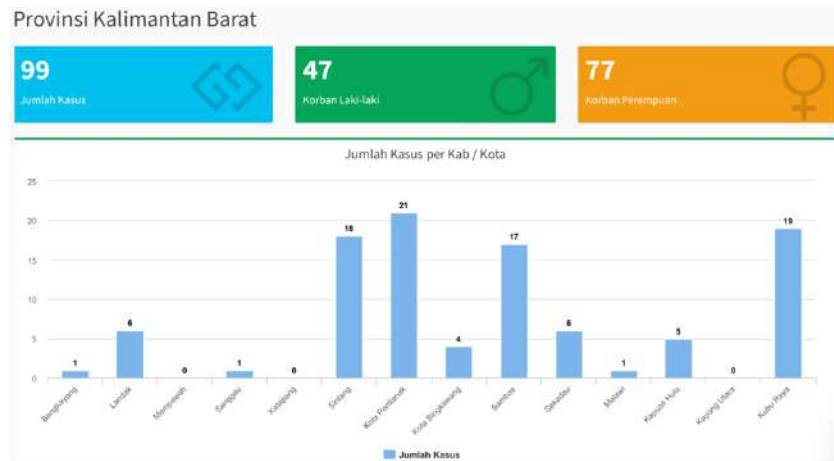 Provinsi Kalimantan Barat
99
Jumlah Kasus
47
Korban Laki-laki
77
Korban Perempuan
Jumlah Kasus per Kab / Kota
25
20
15
10
5
0
1
6
0
1
0
18
21
4
17
6
1
5
0
19
Bengkayang
Landak
Mempawah
Sanggau
Ketapang
Sintang
Kota Pontianak
Kota Singkawang
Sambas
Sekadau
Melawi
Kapuas Hulu
Kayong Utara
Kubu Raya
Jumlah Kasus